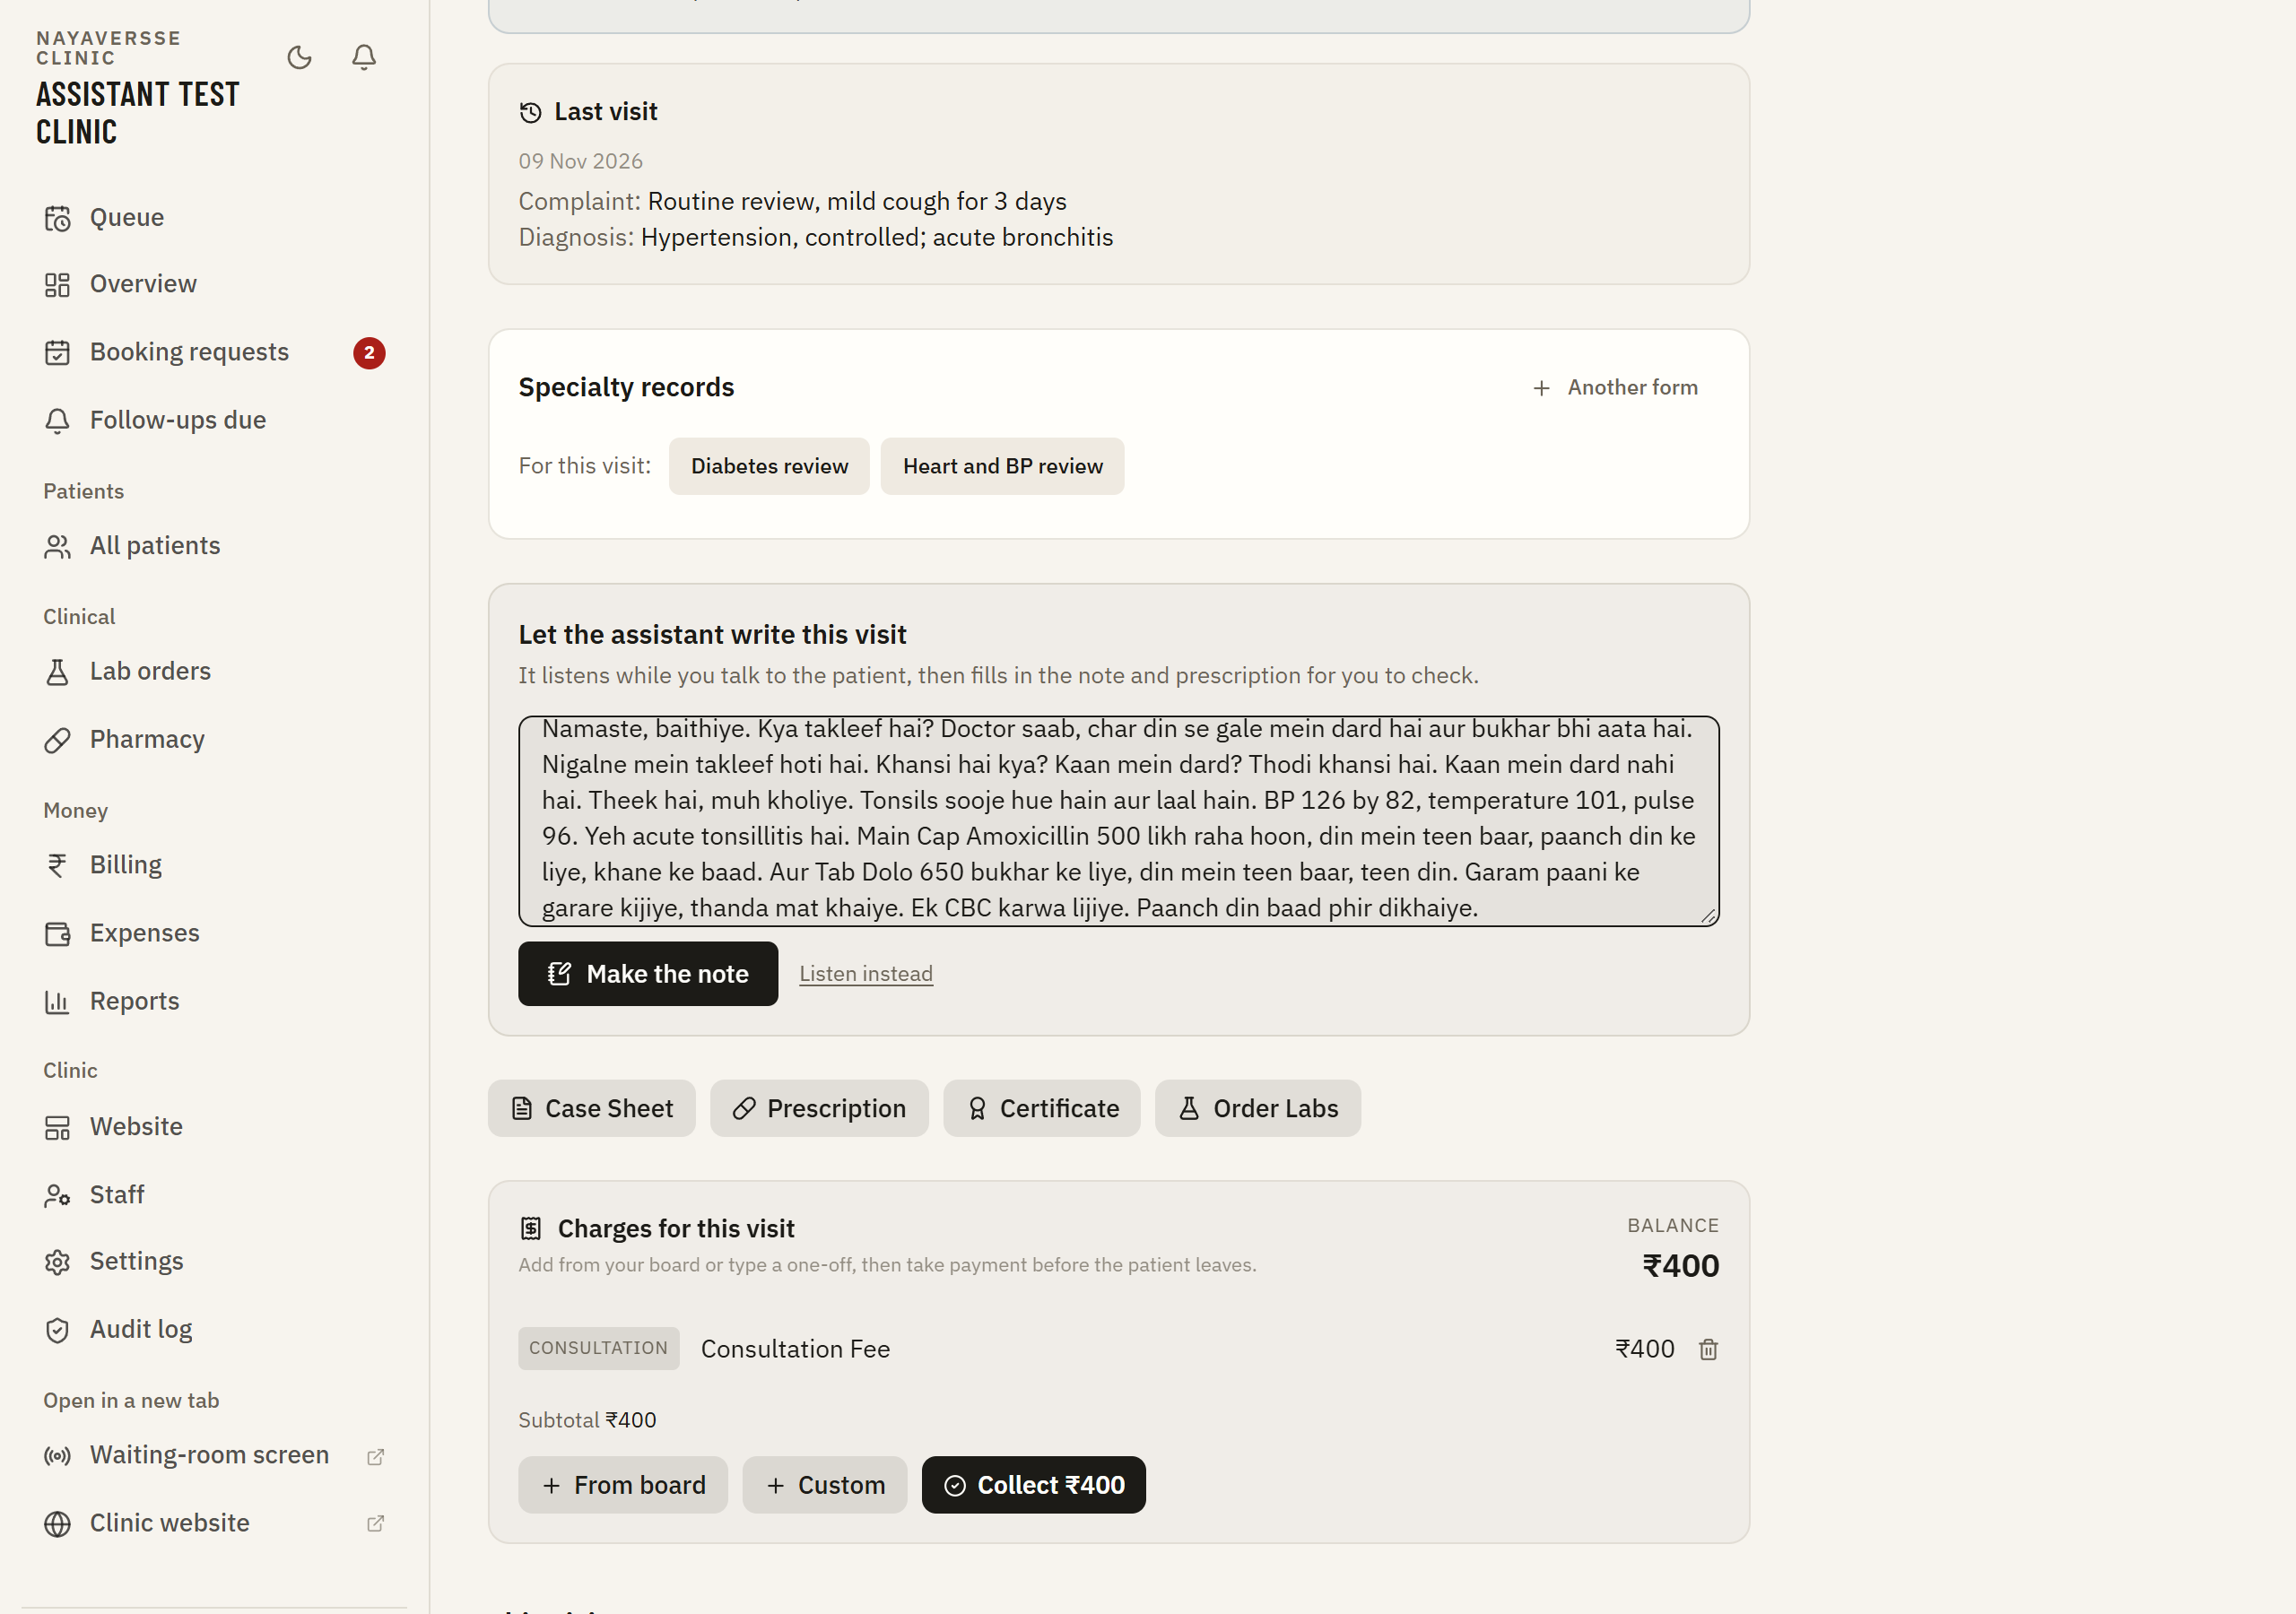 NAYAVERSSE
CLINIC
ASSISTANT TEST
CLINIC
Queue
Overview
Booking requests 2
Follow-ups due
Patients
All patients
Clinical
Lab orders
Pharmacy
Money
Billing
Expenses
Reports
Clinic
Website
Staff
Settings
Audit log
Open in a new tab
Waiting-room screen
Clinic website
Last visit
09 Nov 2026
Complaint: Routine review, mild cough for 3 days
Diagnosis: Hypertension, controlled; acute bronchitis
Specialty records
Another form
For this visit: Diabetes review Heart and BP review
Let the assistant write this visit
It listens while you talk to the patient, then fills in the note and prescription for you to check.
Namaste, baithiye. Kya takleef hai? Doctor saab, char din se gale mein dard hai aur bukhar bhi aata hai.
Nigalne mein takleef hoti hai. Khansi hai kya? Kaan mein dard? Thodi khansi hai. Kaan mein dard nahi
hai. Theek hai, muh kholiye. Tonsils sooje hue hain aur laal hain. BP 126 by 82, temperature 101, pulse
96. Yeh acute tonsillitis hai. Main Cap Amoxicillin 500 likh raha hoon, din mein teen baar, paanch din ke
liye, khane ke baad. Aur Tab Dolo 650 bukhar ke liye, din mein teen baar, teen din. Garam paani ke
garare kijiye, thanda mat khaiye. Ek CBC karwa lijiye. Paanch din baad phir dikhaiye.
Make the note Listen instead
Case Sheet Prescription Certificate Order Labs
Charges for this visit
BALANCE
Add from your board or type a one-off, then take payment before the patient leaves.
₹400
CONSULTATION Consultation Fee ₹400
Subtotal ₹400
From board Custom Collect ₹400